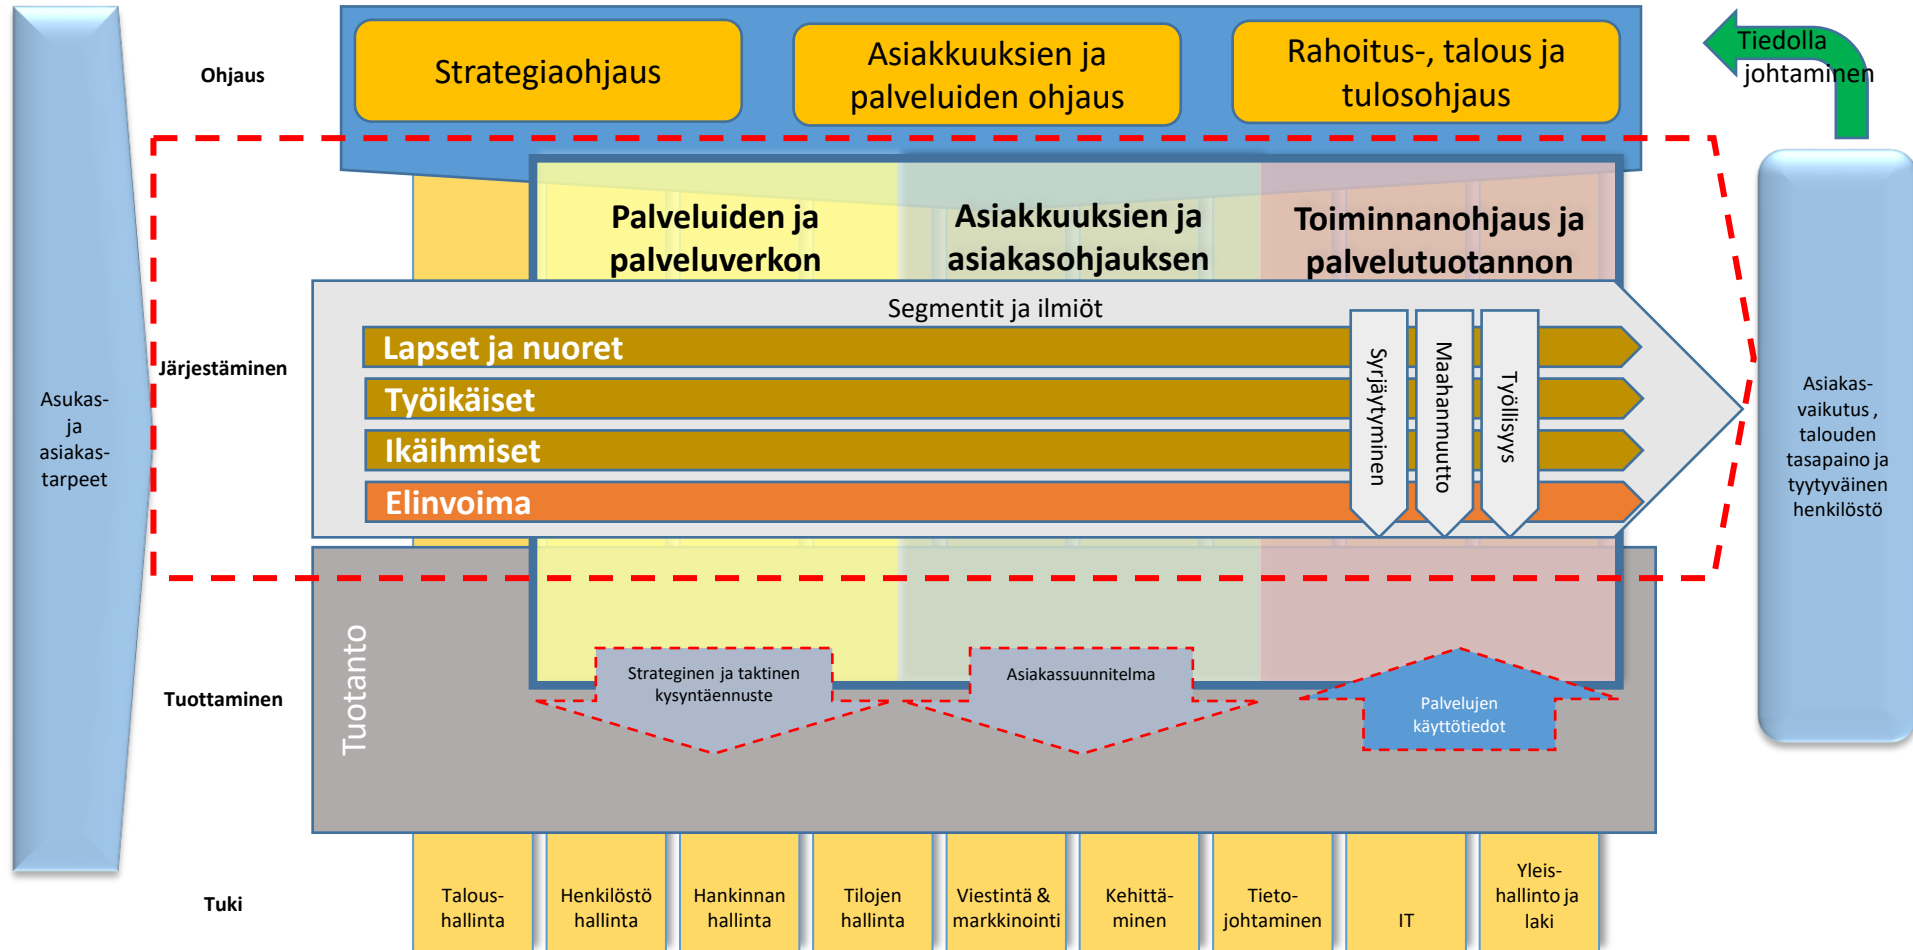 Ohjaus
Strategiaohjaus
Asiakkuuksien ja
palveluiden ohjaus
Rahoitus-, talous ja
tulosohjaus
Tiedolla
johtaminen
Palveluiden ja
palveluverkon
Asiakkuuksien ja
asiakasohjauksen
Toiminnanohjaus ja
palvelutuotannon
Segmentit ja ilmiöt
Järjestäminen
Lapset ja nuoret
Työikäiset
Ikäihmiset
Elinvoima
Syrjäytyminen
Maahanmuutto
Työllisyys
Asukas-
ja
asiakas-
tarpeet
Asiakas-
vaikutus ,
talouden
tasapaino ja
tyytyväinen
henkilöstö
Tuottaminen
Tuotanto
Strateginen ja taktinen
kysyntäennuste
Asiakassuunnitelma
Palvelujen
käyttötiedot
Tuki
Talous-
hallinta
Henkilöstö
hallinta
Hankinnan
hallinta
Tilojen
hallinta
Viestintä &
markkinointi
Kehittä-
minen
Tieto-
johtaminen
IT
Yleis-
hallinto ja
laki